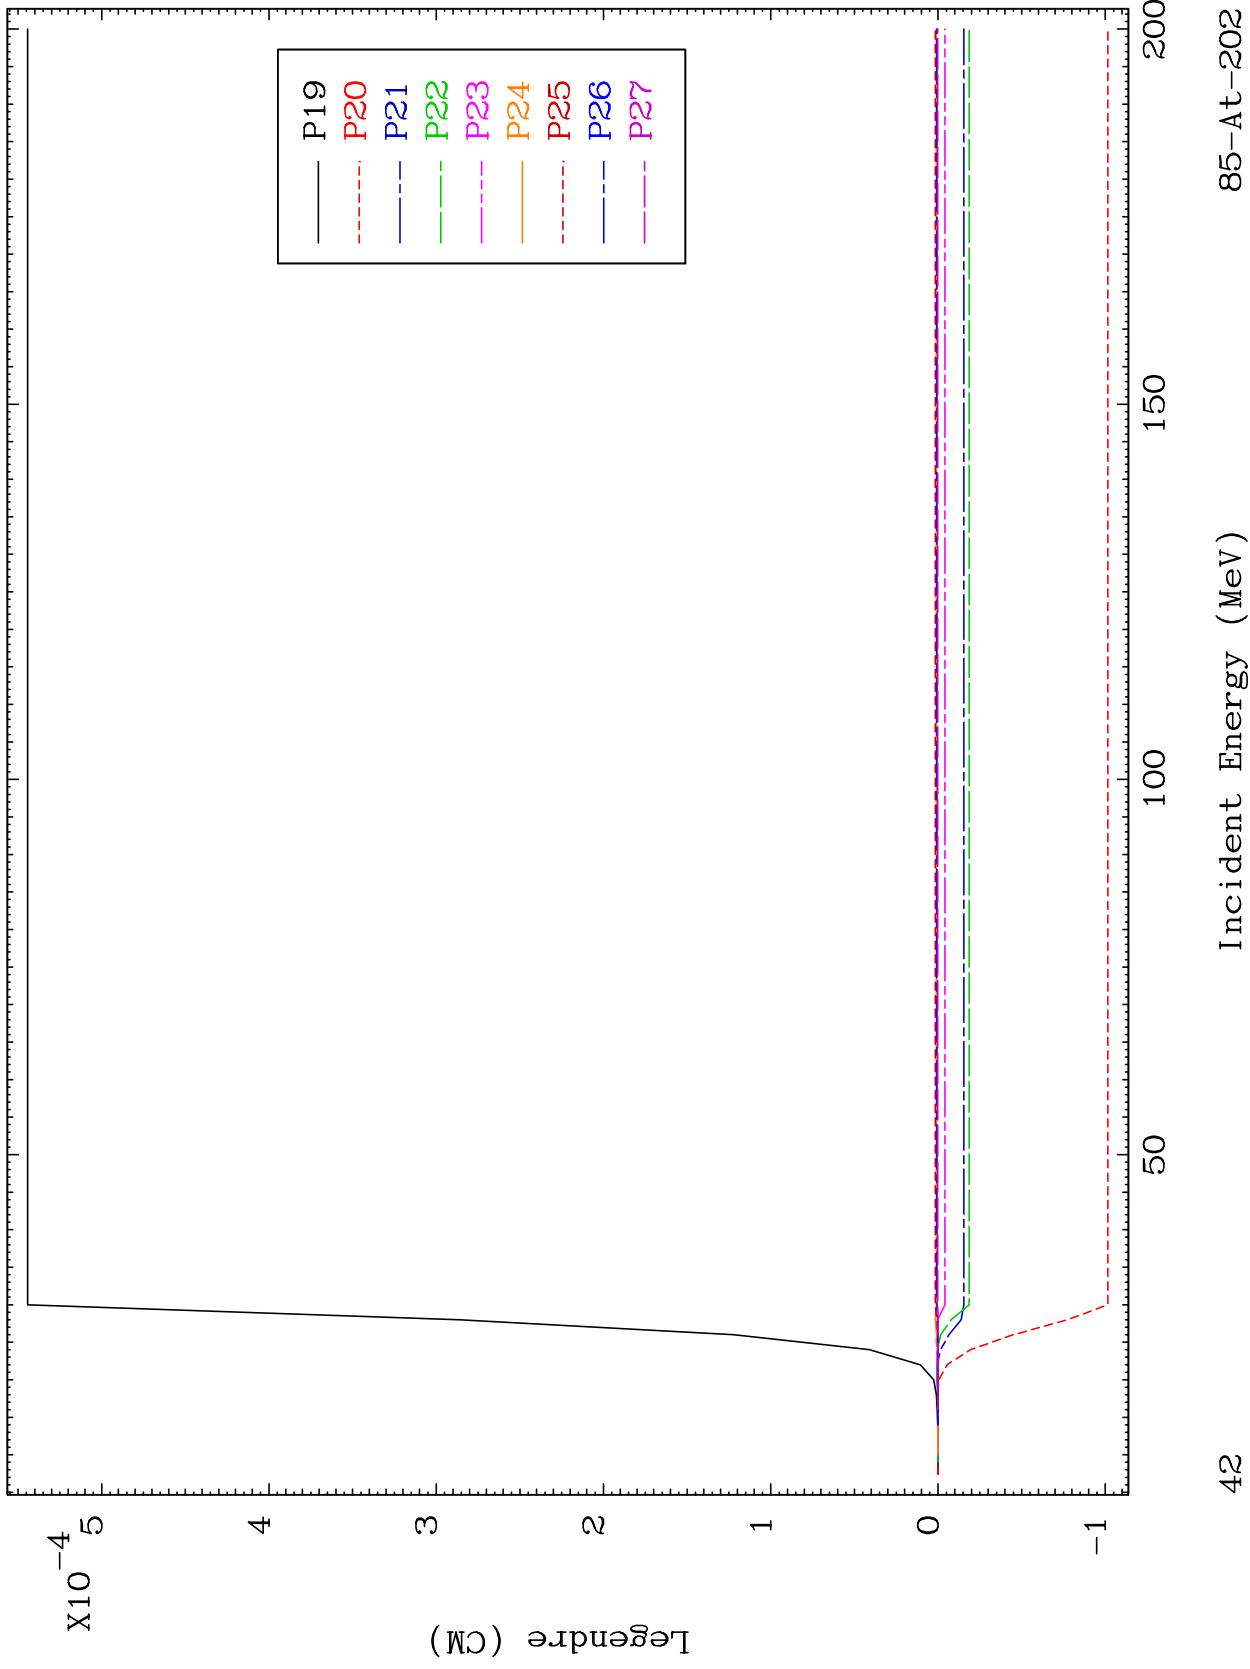 X10-4
5
4
3
2
1
0
-1
Legendre (CM)
P19
P20
P21
P22
P23
P24
P25
P26
P27
50
100
150
200
Incident Energy (MeV)
42
85-At-202